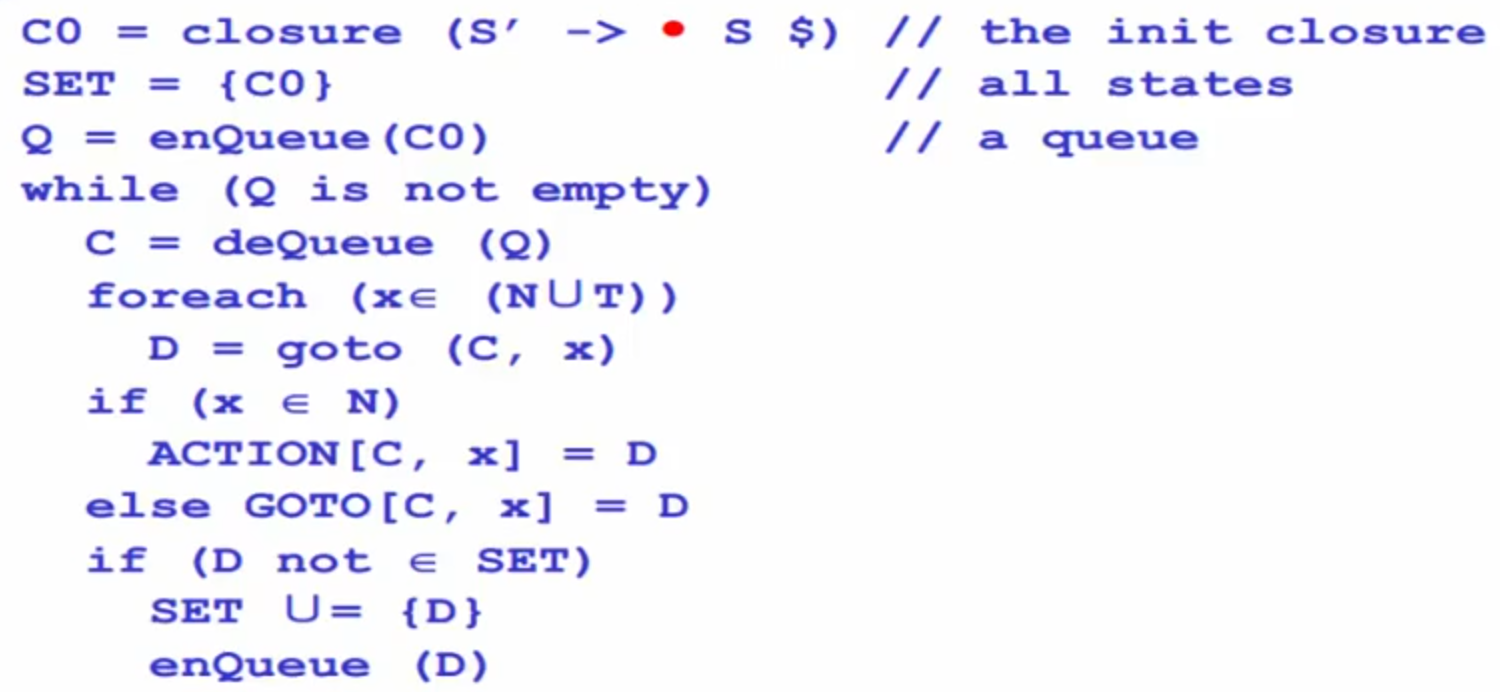 C0 = closure (S′ -> • S $) // the init closure
SET = {C0} // all states
Q = enQueue(C0) // a queue
while (Q is not empty)
C = deQueue (Q)
foreach (x∈ (N∪T))
D = goto (C, x)
if (x ∈ N)
ACTION[C, x] = D
else GOTO[C, x] = D
if (D not ∈ SET)
SET ∪= {D}
enQueue (D)